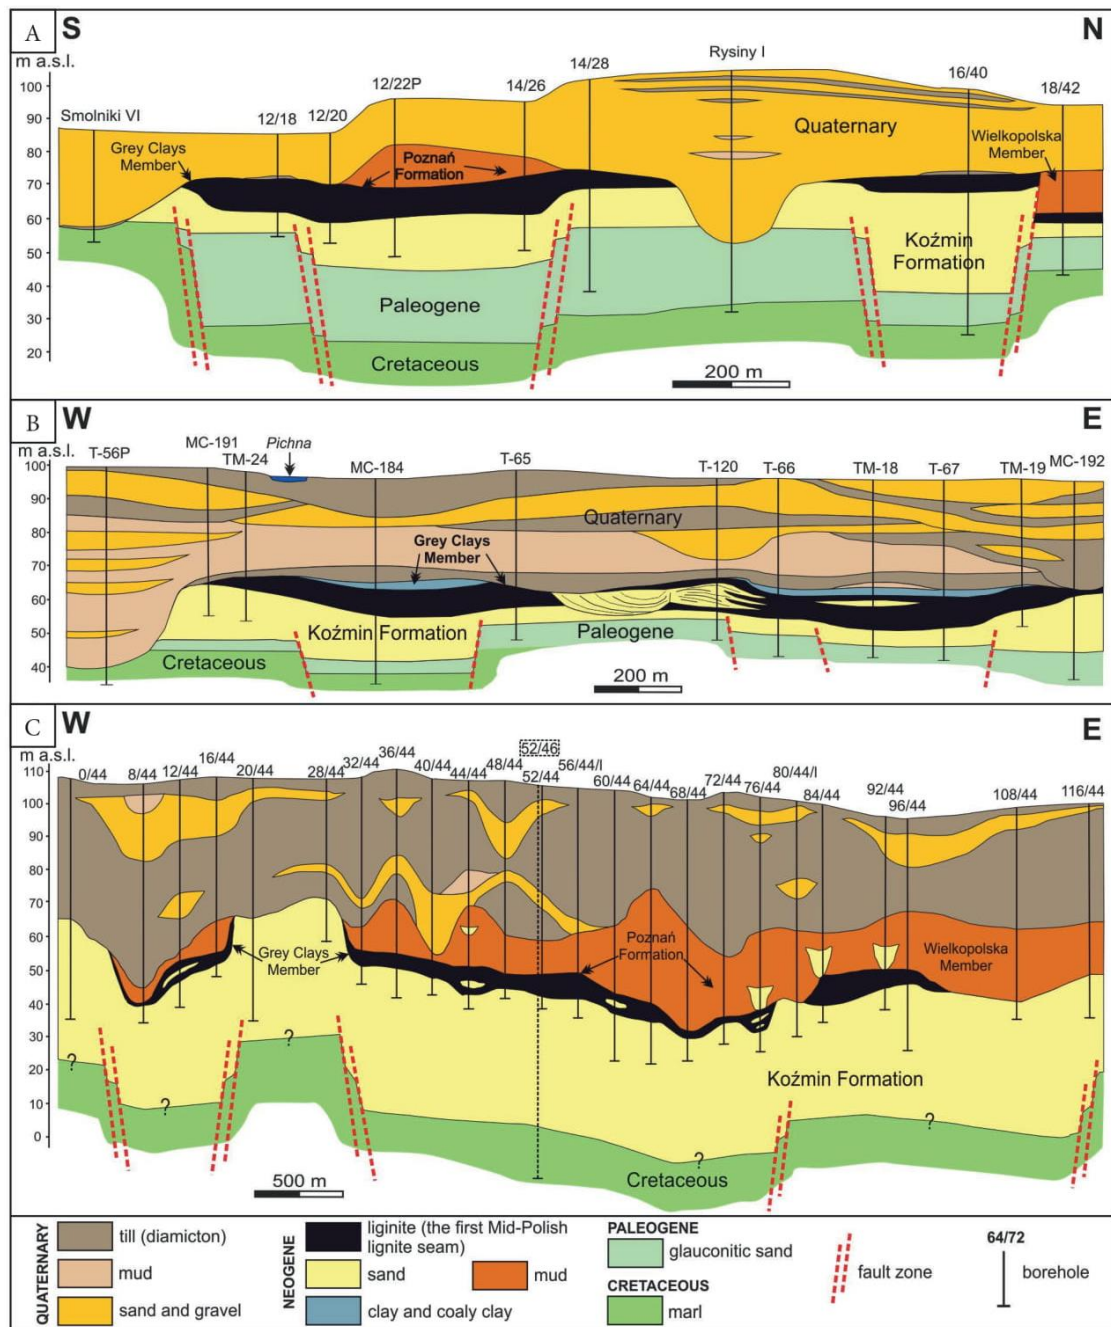 A
S
N
m a.s.l.
100
90
80
70
60
50
40
30
20
Smolniki VI
12/18
12/20
12/22P
14/26
14/28
Rysiny I
16/40
18/42
Grey Clays
Member
Poznań
Formation
Quaternary
Wielkopolska
Member
Koźmin
Formation
Paleogene
Cretaceous
200 m
B
W
E
m a.s.l.
100
90
80
70
60
50
40
T-56P
MC-191
TM-24
Pichna
MC-184
T-65
T-120
T-66
TM-18
T-67
TM-19
MC-192
Quaternary
Grey Clays
Member
Koźmin Formation
Paleogene
Cretaceous
200 m
C
W
E
m a.s.l.
110
100
90
80
70
60
50
40
30
20
10
0
0/44
8/44
12/44
16/44
20/44
28/44
32/44
36/44
40/44
44/44
48/44
52/46
52/44
56/44/I
60/44
64/44
68/44
72/44
76/44
80/44/I
84/44
92/44
96/44
108/44
116/44
Grey Clays
Member
Poznań
Formation
Wielkopolska
Member
Koźmin Formation
?
?
?
?
?
Cretaceous
500 m
QUATERNARY
till (diamicton)
mud
sand and gravel
NEOGENE
liginite (the first Mid-Polish
lignite seam)
sand
mud
clay and coaly clay
PALEOGENE
glauconitic sand
CRETACEOUS
marl
fault zone
64/72
borehole